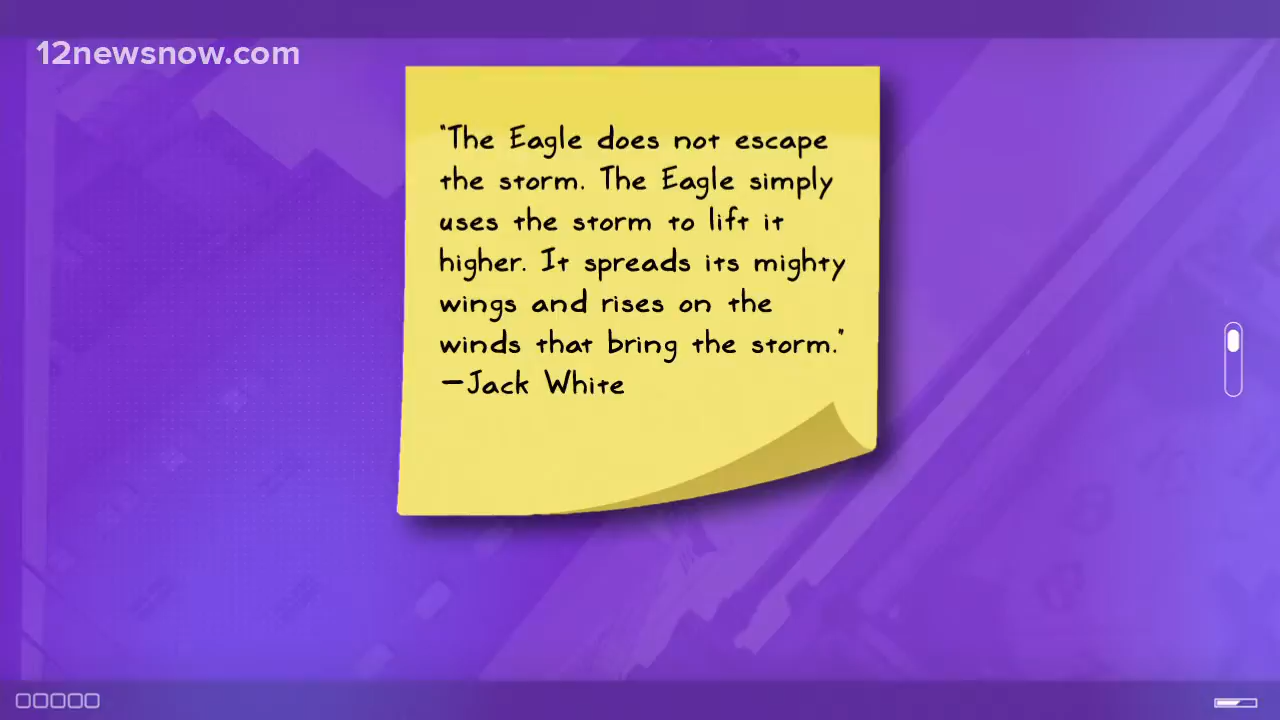 12newsnow.com
"The Eagle does not escape
the storm. The Eagle simply
uses the storm to lift it
higher. It spreads its mighty
wings and rises on the
winds that bring the storm."
—Jack White